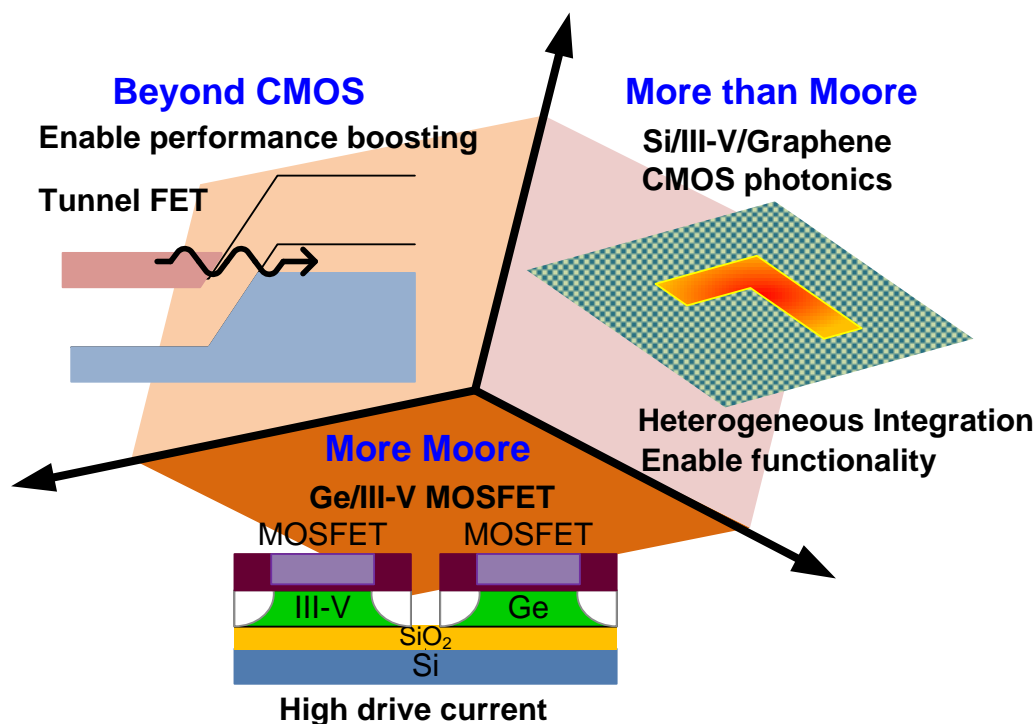 Beyond CMOS
Enable performance boosting
Tunnel FET
More than Moore
Si/III-V/Graphene
CMOS photonics
Heterogeneous Integration
Enable functionality
More Moore
Ge/III-V MOSFET
MOSFET MOSFET
III-V Ge
SiO₂
Si
High drive current